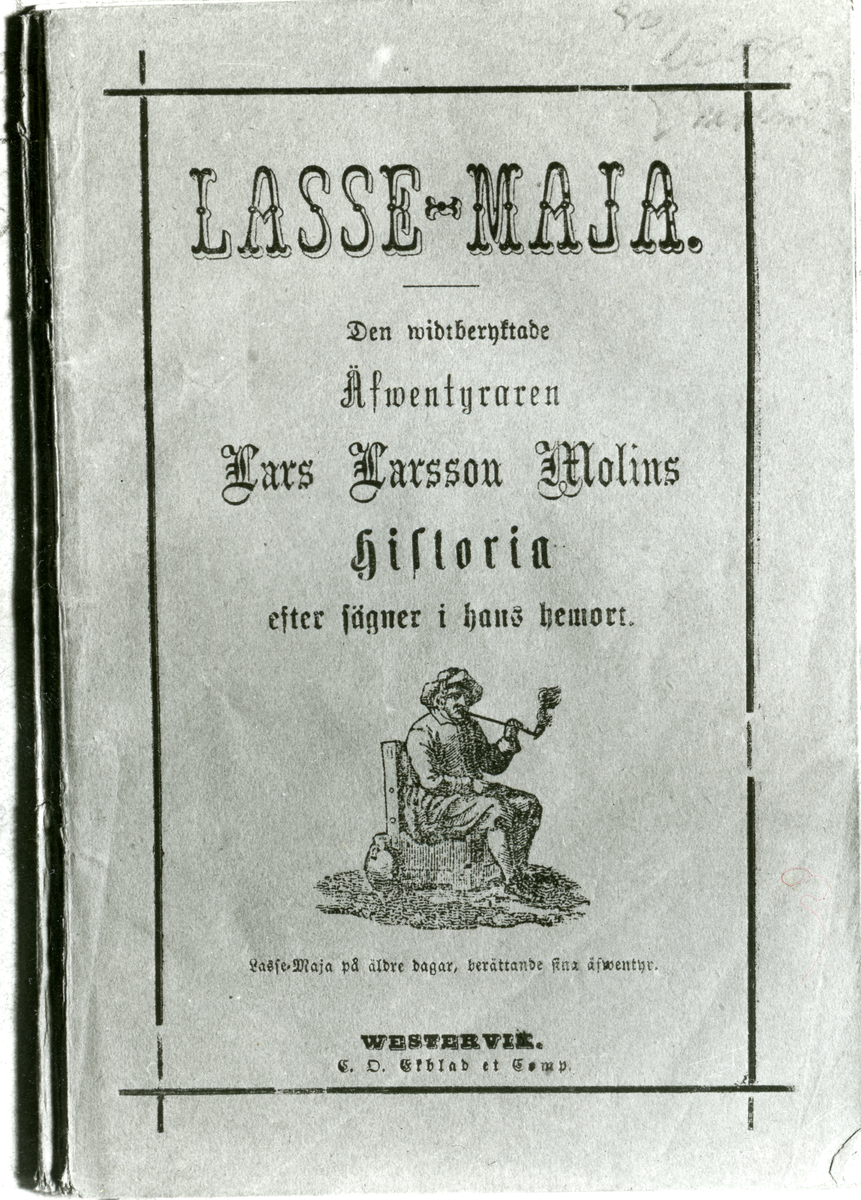 LASSE-MAJA.
Den widtberyktade
Äfwentyraren
Lars Larsson Molins
Historia
efter sägner i hans hemort.
Lasse-Maja på äldre dagar, berättande sina äfwentyr.
WESTERVIK.
C. O. Ekblad et Comp.